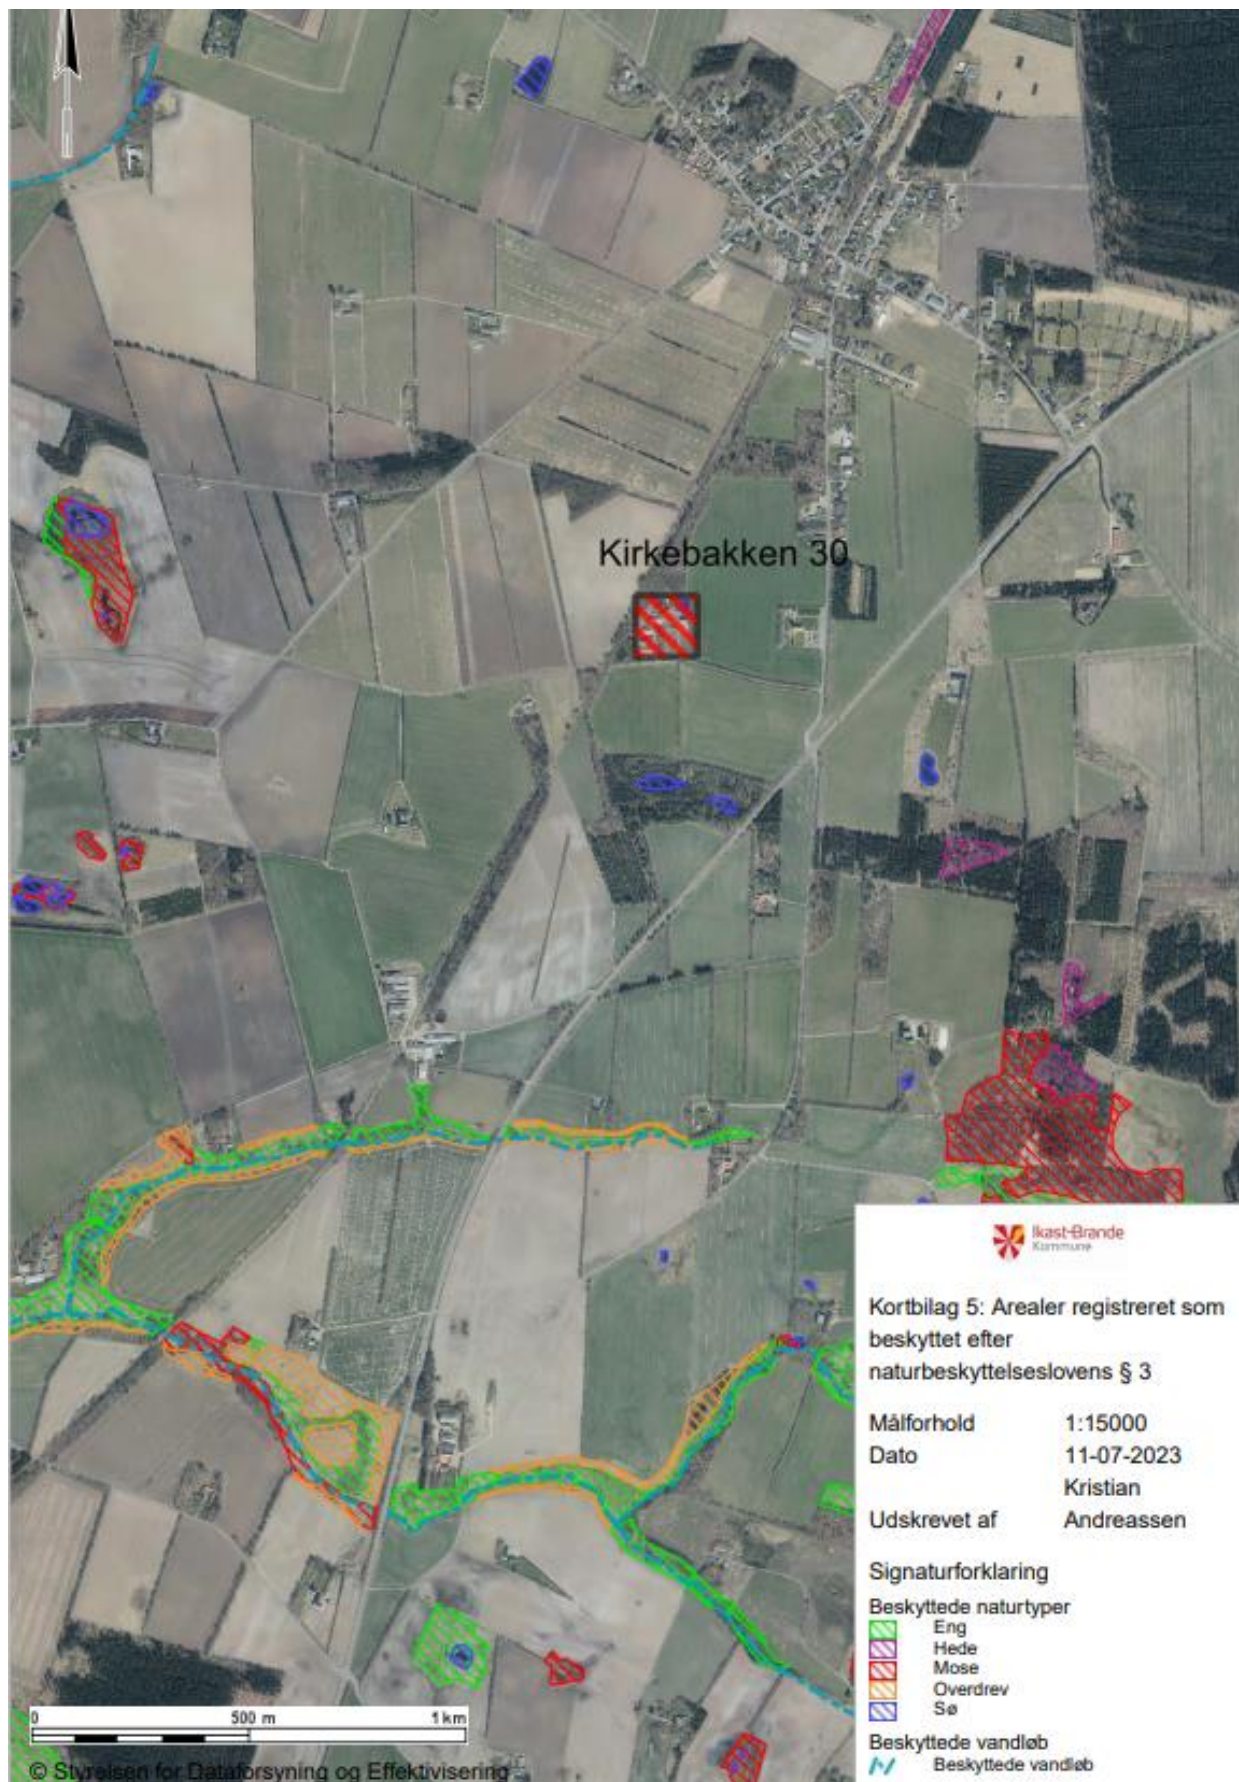 Kirkebakken 30
Ikast-Brande
Kommune
Kortbilag 5: Arealer registreret som
beskyttet efter
naturbeskyttelseslovens § 3
Målforhold 1:15000
Dato 11-07-2023
Kristian
Udskrevet af Andreassen
Signaturforklaring
Beskyttede naturtyper
Eng
Hede
Mose
Overdrev
Sø
Beskyttede vandløb
Beskyttede vandløb
0 500 m 1 km
© Styrelsen for Dataforsyning og Effektivisering